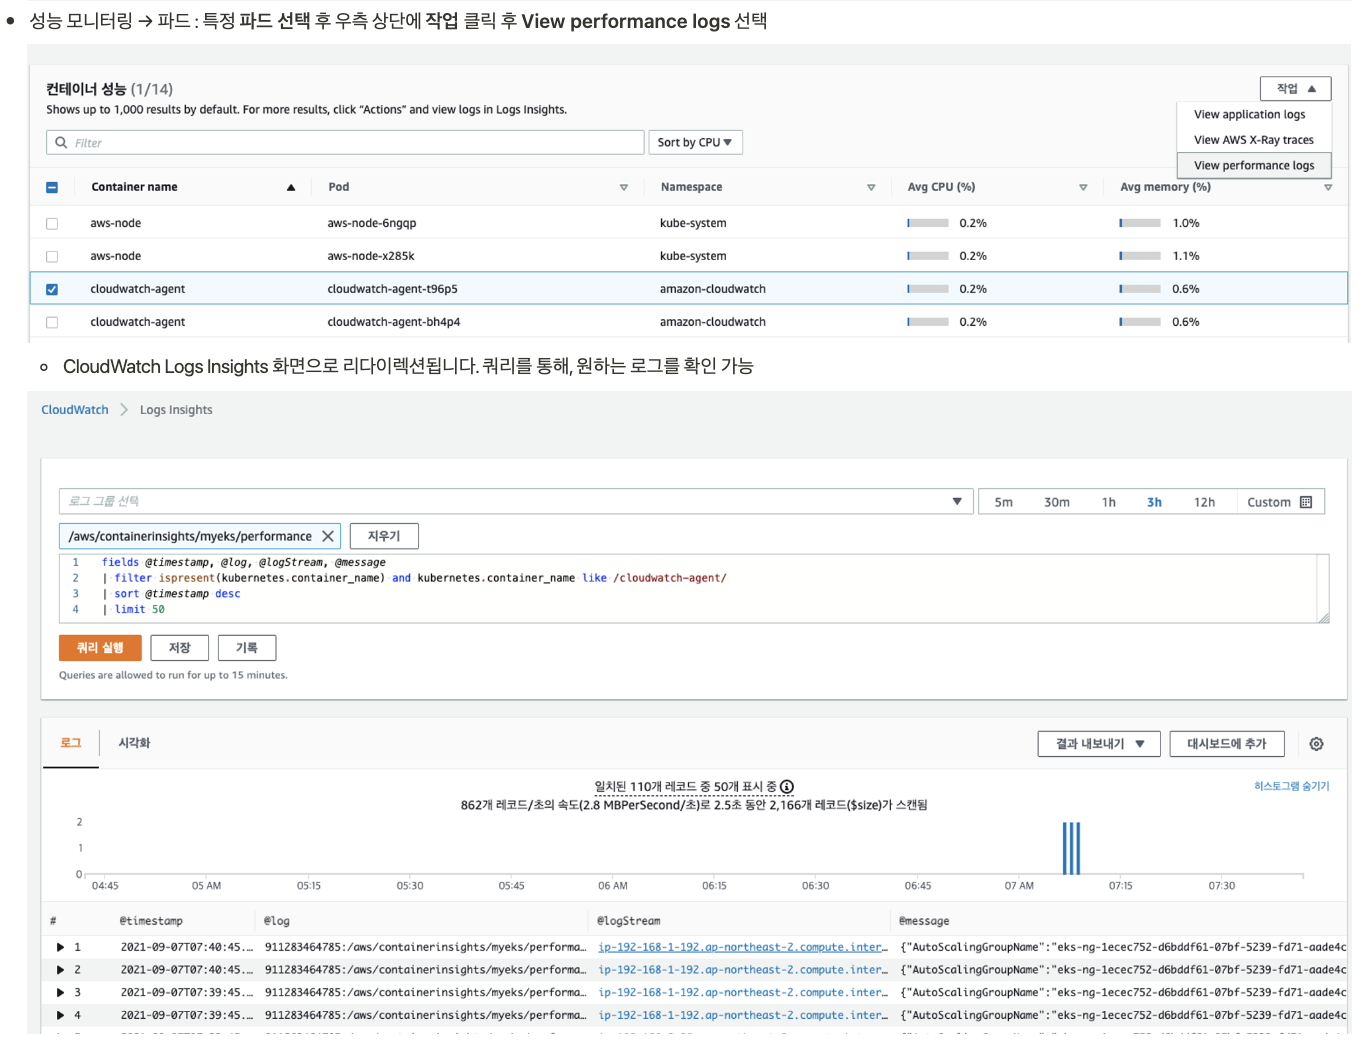 성능 모니터링 → 파드 : 특정 파드 선택 후 우측 상단에 작업 클릭 후 View performance logs 선택
컨테이너 성능 (1/14)
작업
Shows up to 1,000 results by default. For more results, click “Actions” and view logs in Logs Insights.
View application logs
View AWS X-Ray traces
View performance logs
Filter
Sort by CPU
Container name Pod Namespace Avg CPU (%) Avg memory (%)
aws-node aws-node-6ngqp kube-system 0.2% 1.0%
aws-node aws-node-x285k kube-system 0.2% 1.1%
cloudwatch-agent cloudwatch-agent-t96p5 amazon-cloudwatch 0.2% 0.6%
cloudwatch-agent cloudwatch-agent-bh4p4 amazon-cloudwatch 0.2% 0.6%
CloudWatch Logs Insights 화면으로 리다이렉션됩니다. 쿼리를 통해, 원하는 로그를 확인 가능
CloudWatch Logs Insights
로그 그룹 선택
5m 30m 1h 3h 12h Custom
/aws/containerinsights/myeks/performance
지우기
1 fields @timestamp, @log, @logStream, @message
2 | filter ispresent(kubernetes.container_name) and kubernetes.container_name like /cloudwatch-agent/
3 | sort @timestamp desc
4 | limit 50
쿼리 실행 저장 기록
Queries are allowed to run for up to 15 minutes.
로그 시각화
결과 내보내기 대시보드에 추가
일치된 110개 레코드 중 50개 표시 중
히스토그램 숨기기
862개 레코드/초의 속도(2.8 MBPerSecond/초)로 2.5초 동안 2,166개 레코드($size)가 스캔됨
2
1
0
04:45 05 AM 05:15 05:30 05:45 06 AM 06:15 06:30 06:45 07 AM 07:15 07:30
# @timestamp @log @logStream @message
1 2021-09-07T07:40:45.... 911283464785:/aws/containerinsights/myeks/performa... ip-192-168-1-192.ap-northeast-2.compute.inter... {"AutoScalingGroupName":"eks-ng-1ecec752-d6bddf61-07bf-5239-fd71-aade4c
2 2021-09-07T07:40:45.... 911283464785:/aws/containerinsights/myeks/performa... ip-192-168-1-192.ap-northeast-2.compute.inter... {"AutoScalingGroupName":"eks-ng-1ecec752-d6bddf61-07bf-5239-fd71-aade4c
3 2021-09-07T07:39:45.... 911283464785:/aws/containerinsights/myeks/performa... ip-192-168-1-192.ap-northeast-2.compute.inter... {"AutoScalingGroupName":"eks-ng-1ecec752-d6bddf61-07bf-5239-fd71-aade4c
4 2021-09-07T07:39:45.... 911283464785:/aws/containerinsights/myeks/performa... ip-192-168-1-192.ap-northeast-2.compute.inter... {"AutoScalingGroupName":"eks-ng-1ecec752-d6bddf61-07bf-5239-fd71-aade4c